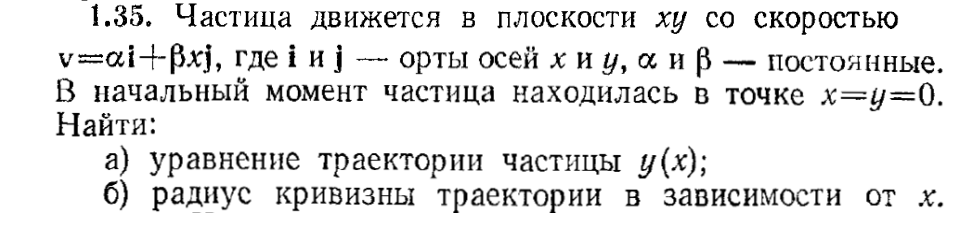 1.35. Частица движется в плоскости xy со скоростью
v=αi+βxj, где i и j — орты осей x и y, α и β — постоянные.
В начальный момент частица находилась в точке x=y=0.
Найти:
а) уравнение траектории частицы y(x);
б) радиус кривизны траектории в зависимости от x.